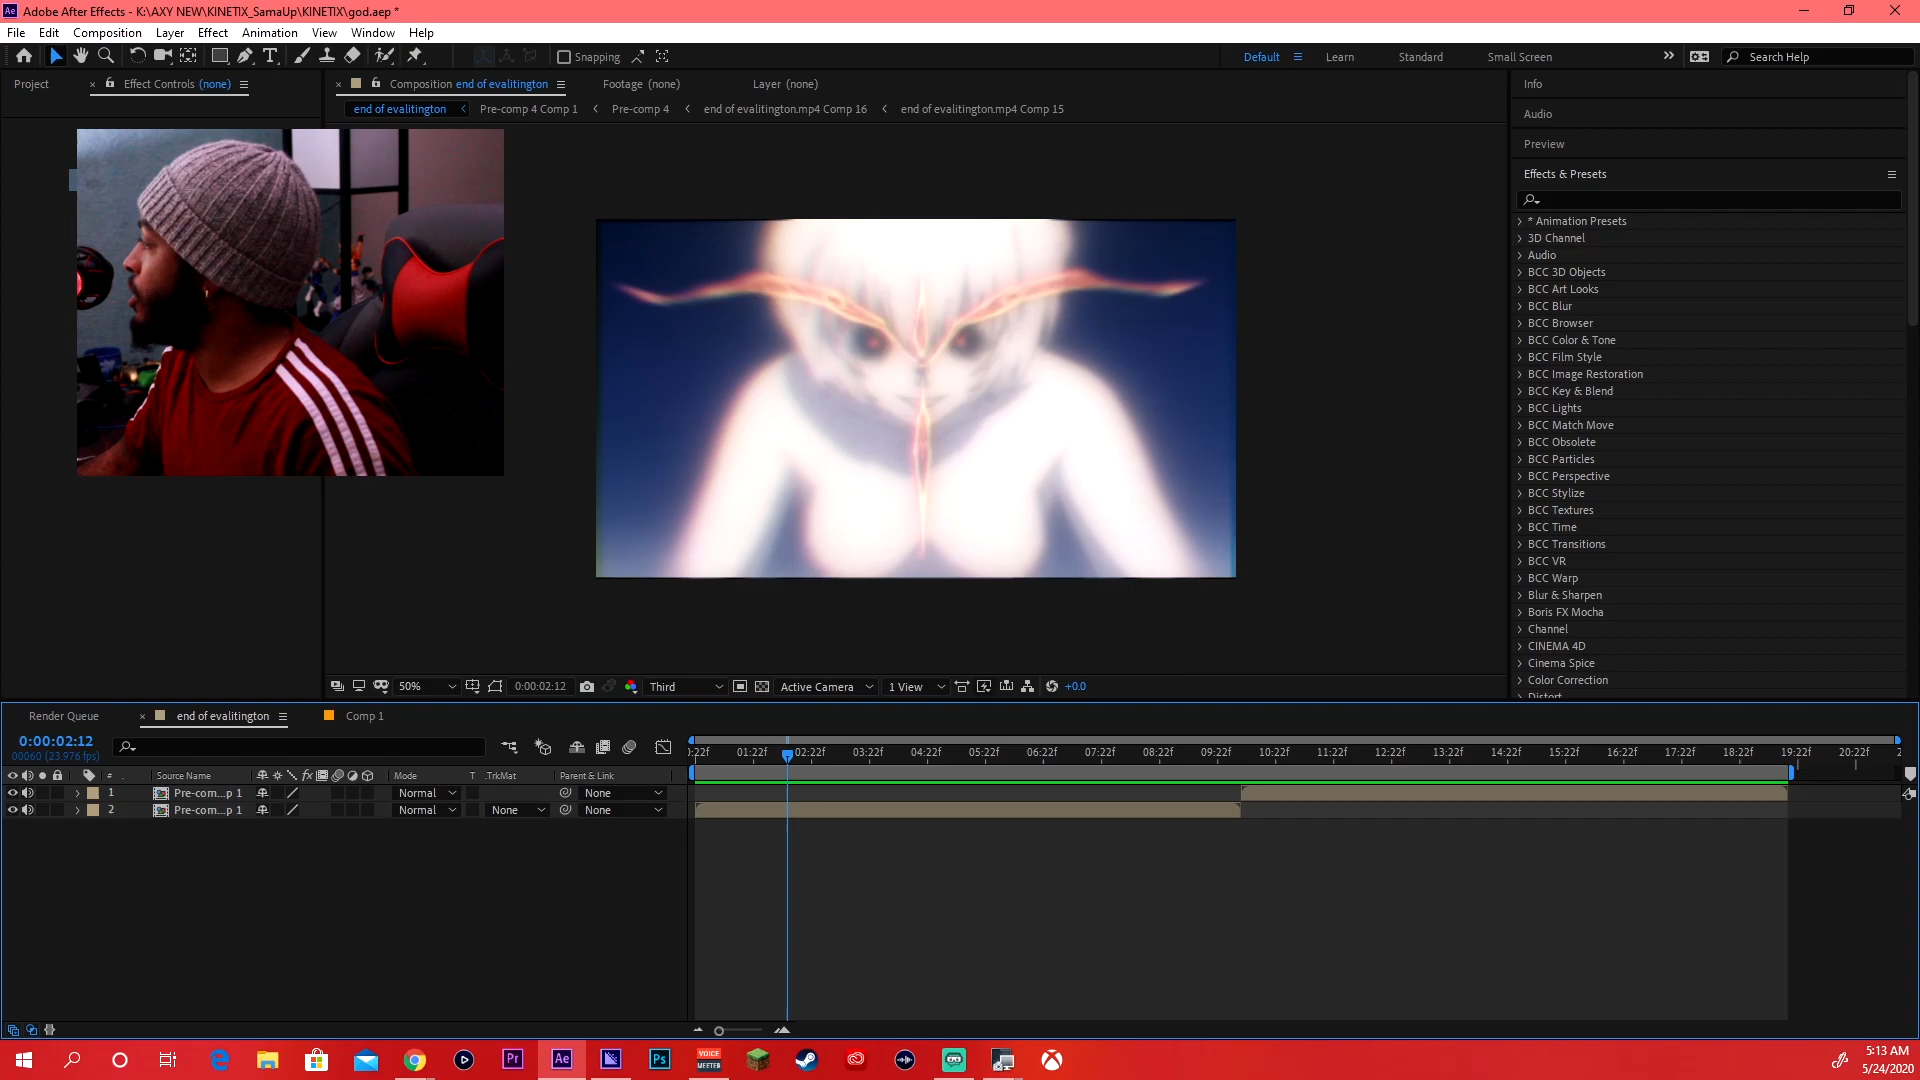 Ae Adobe After Effects - K:\AXY NEW\KINETIX_SamaUp\KINETIX\god.aep *
File Edit Composition Layer Effect Animation View Window Help
Snapping Default Learn Standard Small Screen Search Help
Project Effect Controls (none) Composition end of evalitington Footage (none) Layer (none)
end of evalitington Pre-comp 4 Comp 1 Pre-comp 4 end of evalitington.mp4 Comp 16 end of evalitington.mp4 Comp 15
Info
Audio
Preview
Effects & Presets
* Animation Presets
3D Channel
Audio
BCC 3D Objects
BCC Art Looks
BCC Blur
BCC Browser
BCC Color & Tone
BCC Film Style
BCC Image Restoration
BCC Key & Blend
BCC Lights
BCC Match Move
BCC Obsolete
BCC Particles
BCC Perspective
BCC Stylize
BCC Textures
BCC Time
BCC Transitions
BCC VR
BCC Warp
Blur & Sharpen
Boris FX Mocha
Channel
CINEMA 4D
Cinema Spice
Color Correction
Distort
50% 0:00:02:12 Third Active Camera 1 View +0.0
Render Queue end of evalitington Comp 1
0:00:02:12
00060 (23.976 fps)
):22f 01:22f 02:22f 03:22f 04:22f 05:22f 06:22f 07:22f 08:22f 09:22f 10:22f 11:22f 12:22f 13:22f 14:22f 15:22f 16:22f 17:22f 18:22f 19:22f 20:22f 2
# . Source Name fx Mode T .TrkMat Parent & Link
1 Pre-com...p 1 Normal None
2 Pre-com...p 1 Normal None None
Pr Ae Ps VOICE MEETER
5:13 AM
5/24/2020